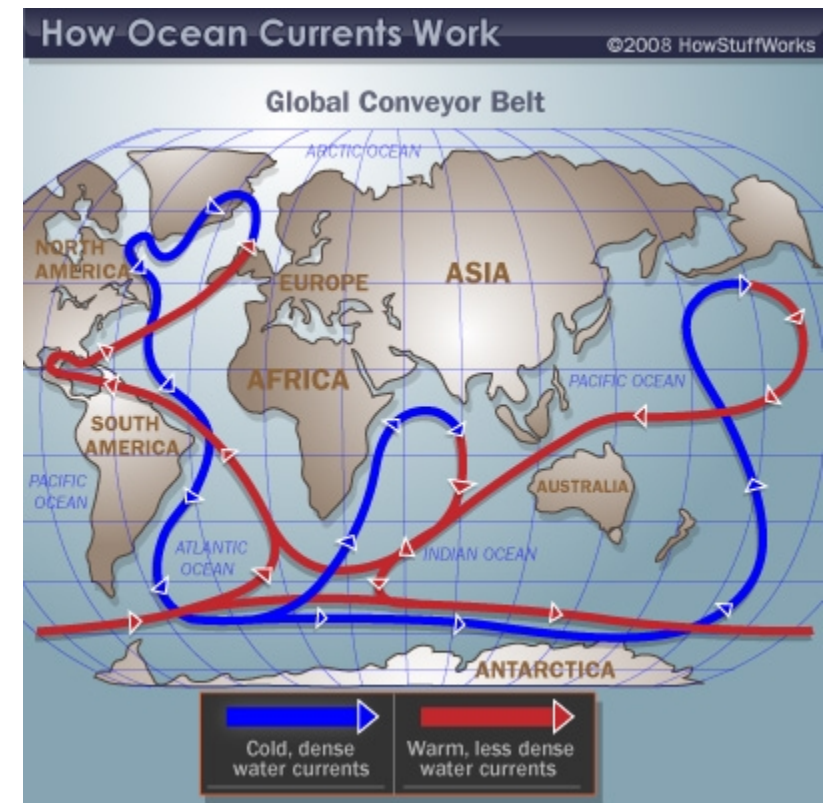 How Ocean Currents Work
©2008 HowStuffWorks
Global Conveyor Belt
ARCTIC OCEAN
NORTH
AMERICA
EUROPE
ASIA
AFRICA
PACIFIC OCEAN
SOUTH
AMERICA
PACIFIC
OCEAN
AUSTRALIA
ATLANTIC
OCEAN
INDIAN OCEAN
ANTARCTICA
Cold, dense
water currents
Warm, less dense
water currents